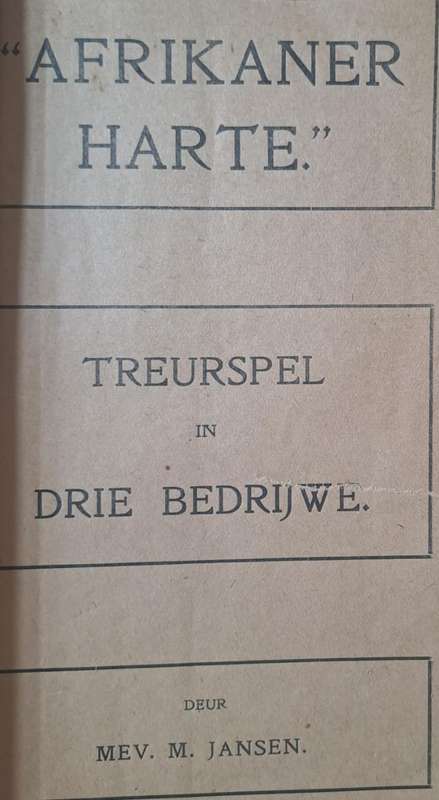 “AFRIKANER
HARTE.”
TREURSPEL
IN
DRIE BEDRIJWE.
DEUR
MEV. M. JANSEN.